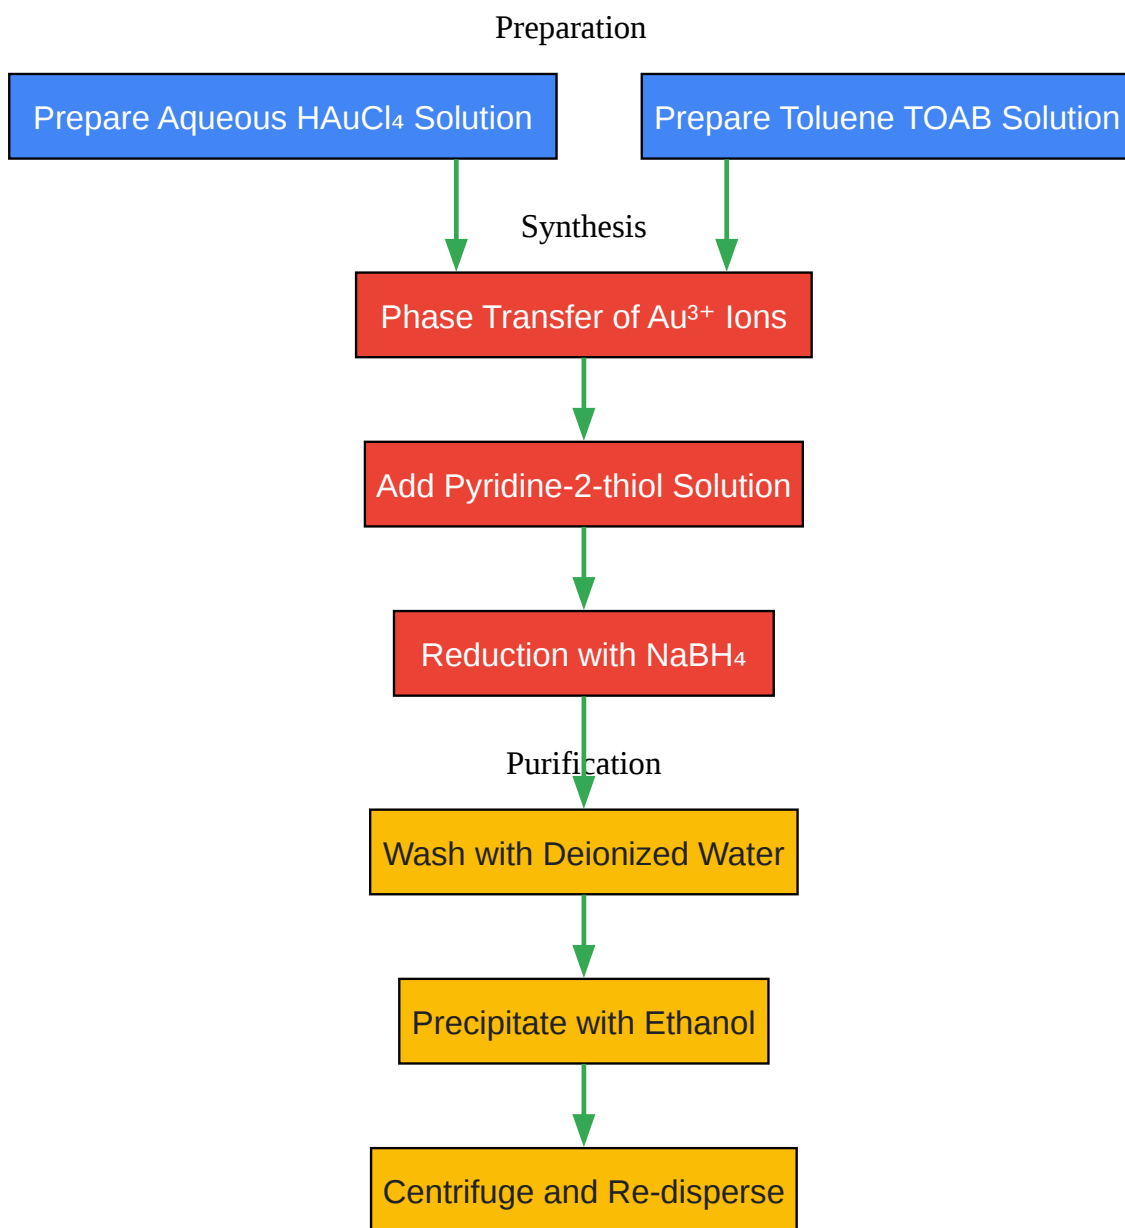 Preparation
Prepare Aqueous HAuCl₄ Solution
Prepare Toluene TOAB Solution
Synthesis
Phase Transfer of Au³⁺ Ions
Add Pyridine-2-thiol Solution
Reduction with NaBH₄
Purification
Wash with Deionized Water
Precipitate with Ethanol
Centrifuge and Re-disperse